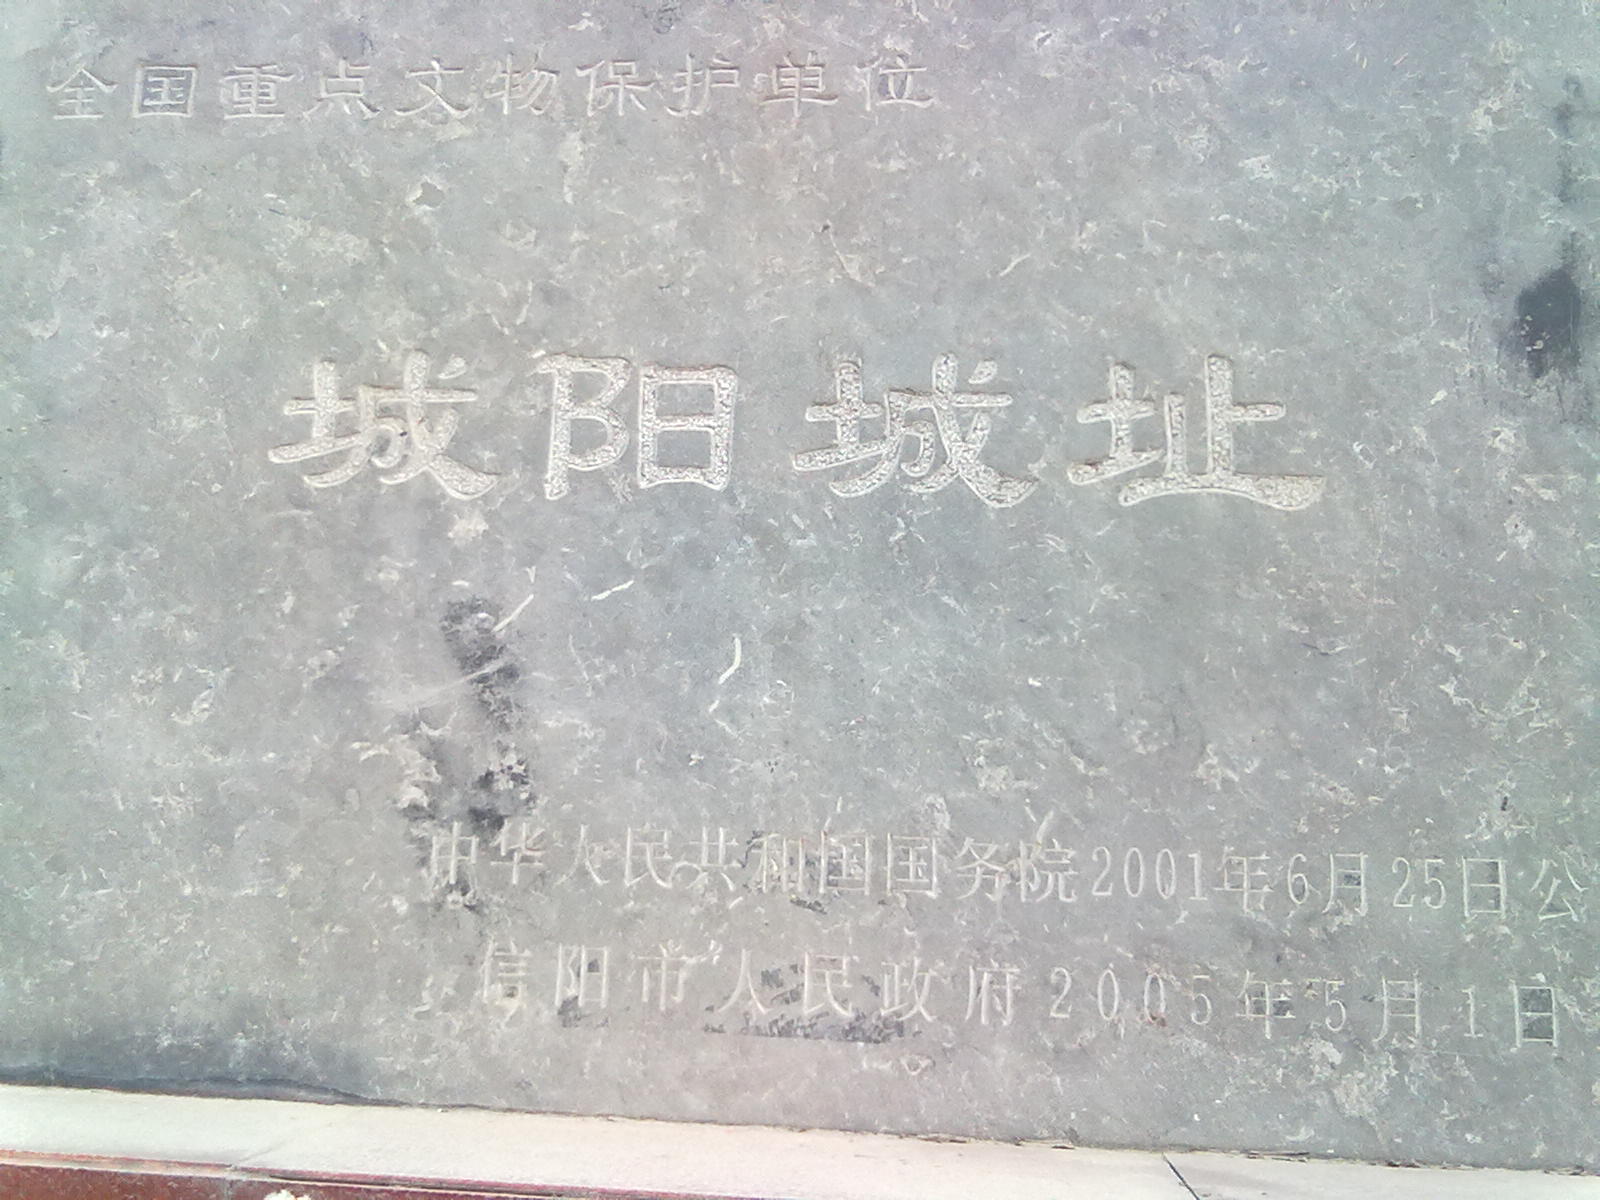 全国重点文物保护单位
城阳城址
中华人民共和国国务院2001年6月25日公
信阳市人民政府2005年5月1日